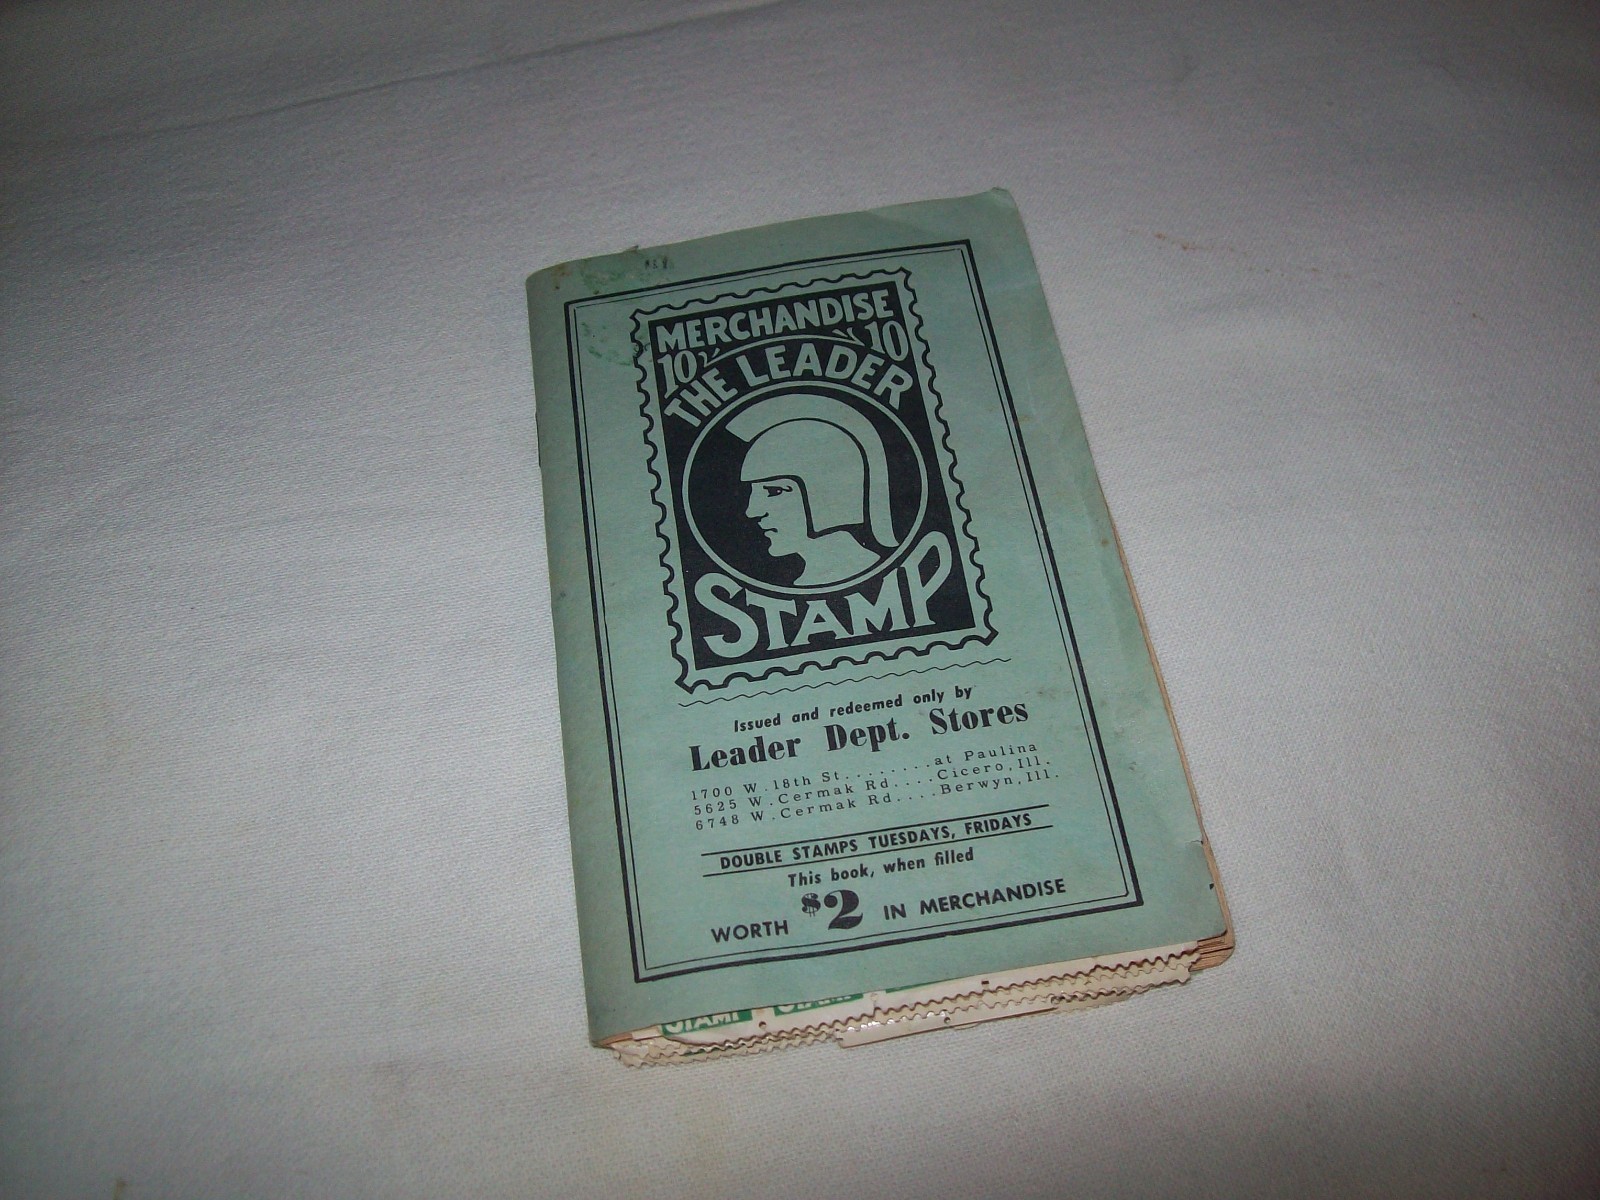 MERCHANDISE
10¢ 10¢
THE LEADER
STAMP
Issued and redeemed only by
Leader Dept. Stores
1700 W. 18th St........at Paulina
5625 W. Cermak Rd....Cicero, Ill.
6748 W. Cermak Rd....Berwyn, Ill.
DOUBLE STAMPS TUESDAYS, FRIDAYS
This book, when filled
WORTH $2 IN MERCHANDISE
STAMP STAMP